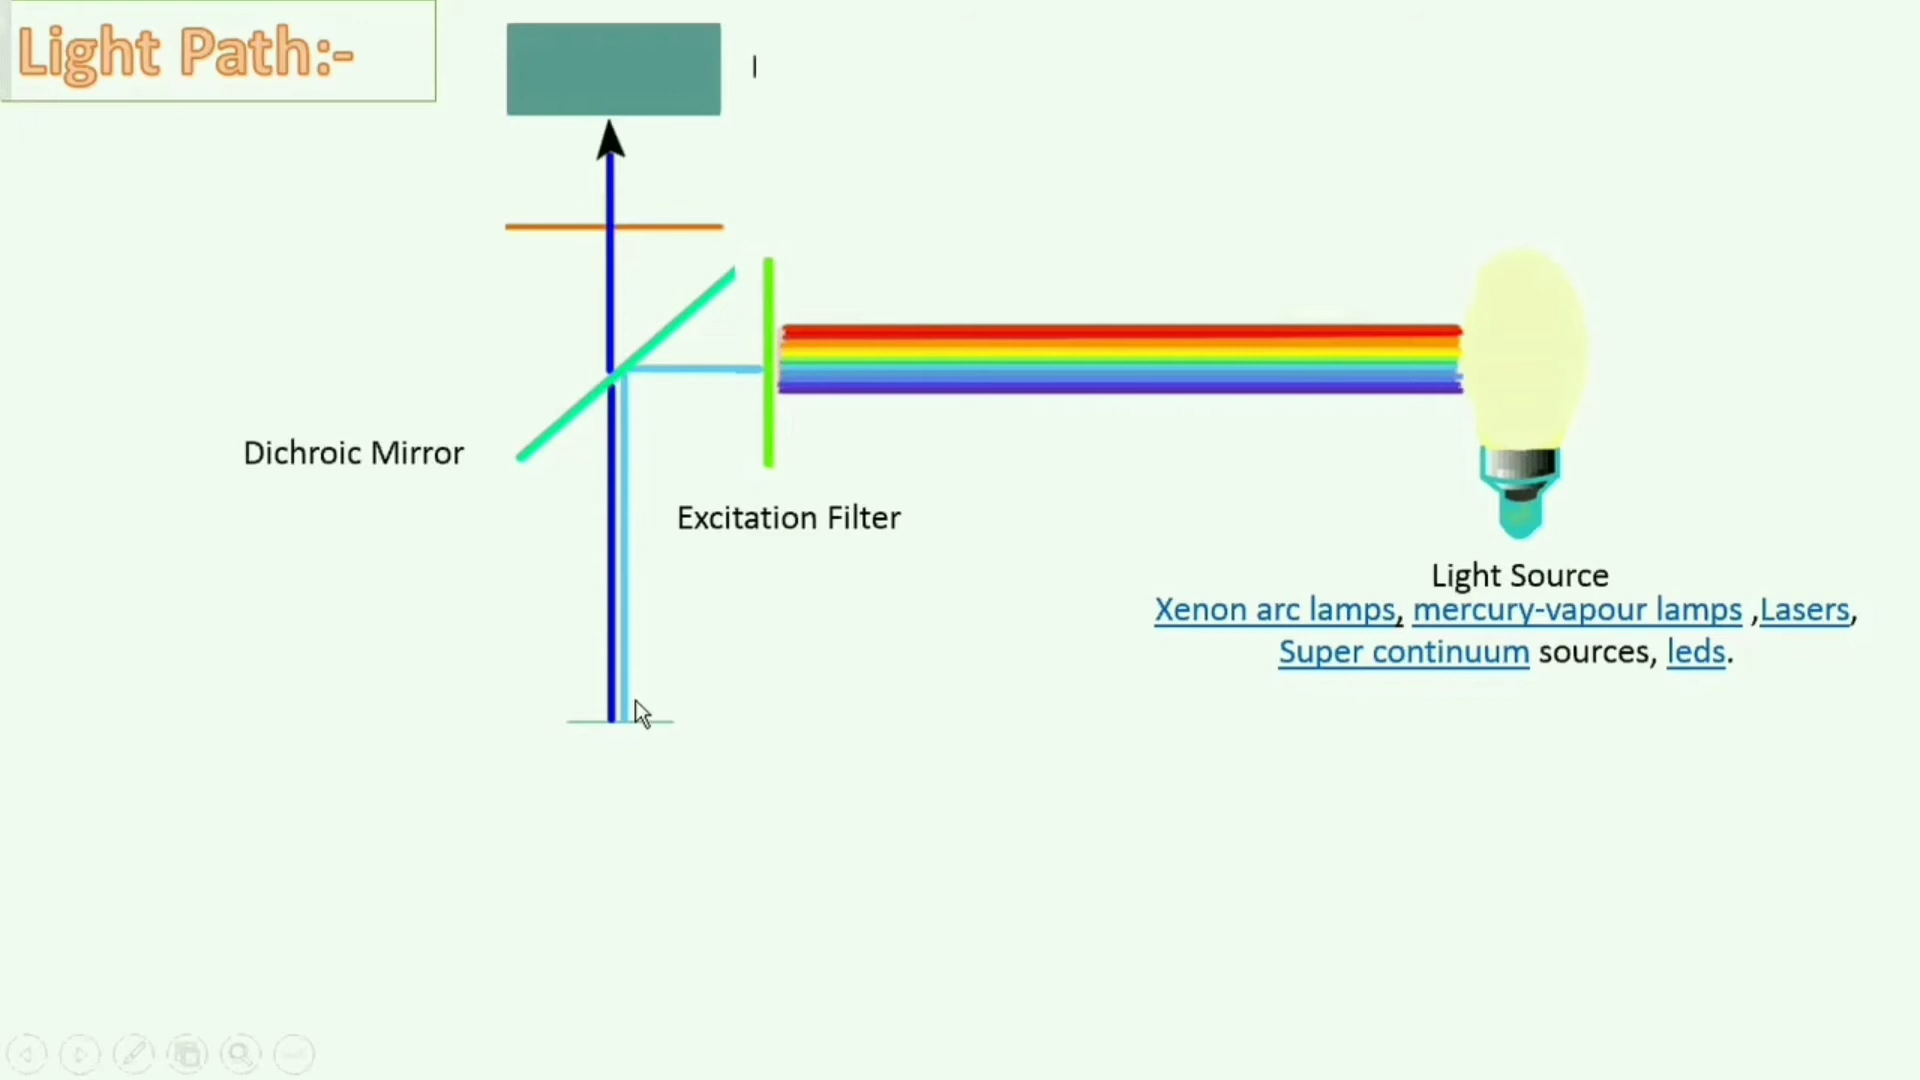 Light Path:-
Dichroic Mirror
Excitation Filter
Light Source
Xenon arc lamps, mercury-vapour lamps ,Lasers,
Super continuum sources, leds.